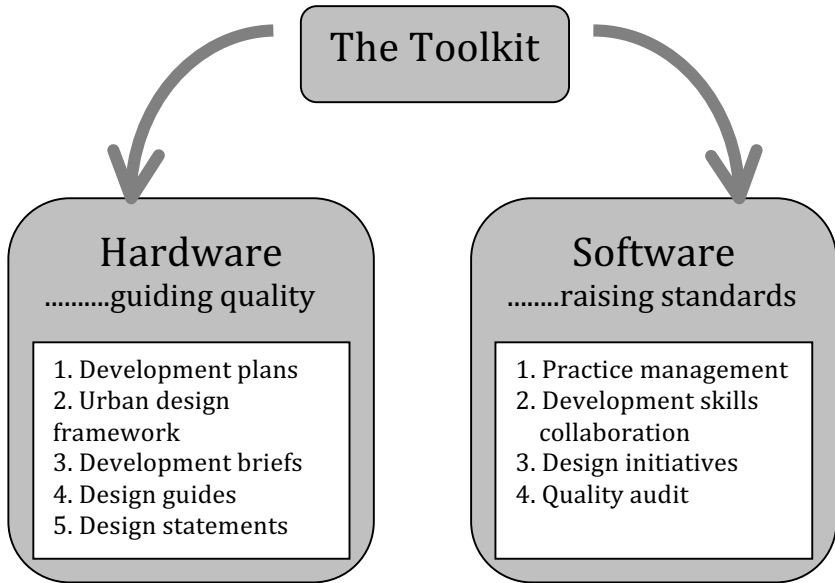 The Toolkit
Hardware
..........guiding quality
1. Development plans
2. Urban design
framework
3. Development briefs
4. Design guides
5. Design statements
Software
........raising standards
1. Practice management
2. Development skills
collaboration
3. Design initiatives
4. Quality audit